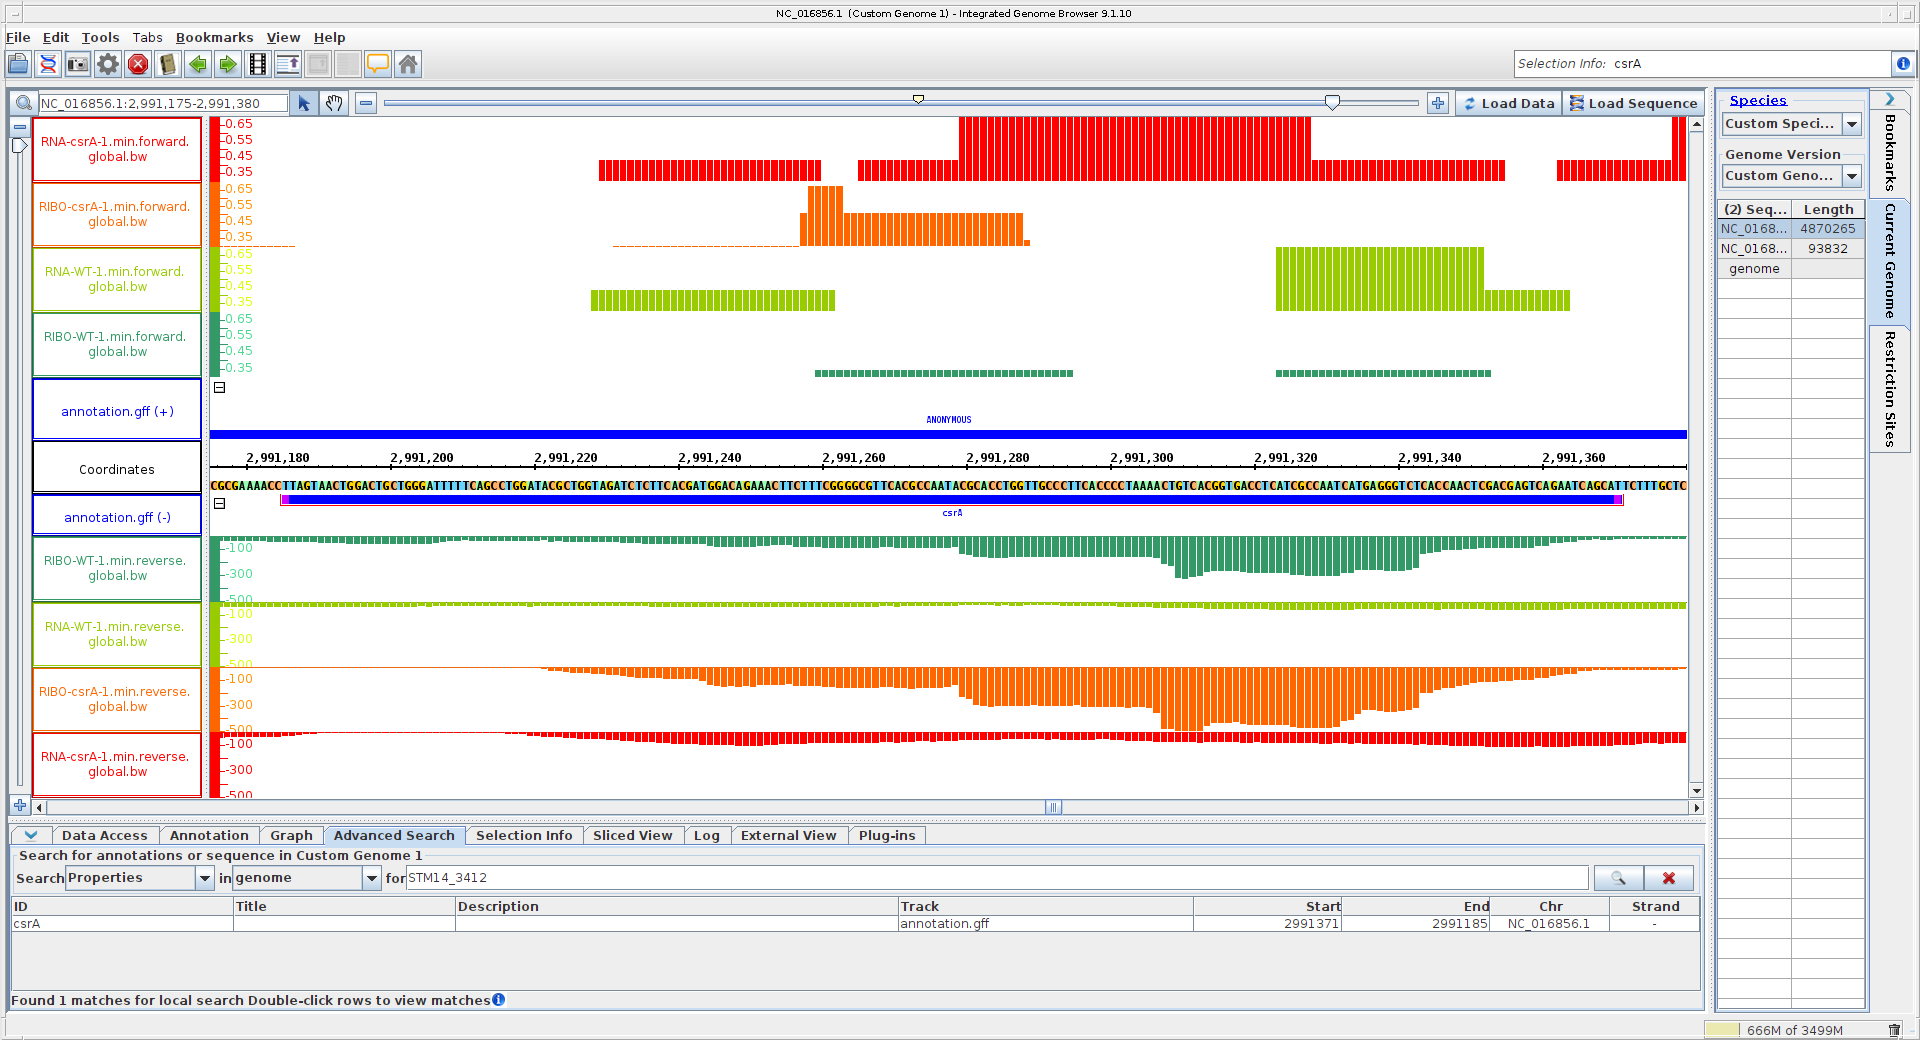 NC_016856.1 (Custom Genome 1) - Integrated Genome Browser 9.1.10
File Edit Tools Tabs Bookmarks View Help
Selection Info: csrA
NC_016856.1:2,991,175-2,991,380
Load Data
Load Sequence
RNA-csrA-1.min.forward.
global.bw
0.65
0.55
0.45
0.35
RIBO-csrA-1.min.forward.
global.bw
0.65
0.55
0.45
0.35
RNA-WT-1.min.forward.
global.bw
0.65
0.55
0.45
0.35
RIBO-WT-1.min.forward.
global.bw
0.65
0.55
0.45
0.35
annotation.gff (+)
ANONYMOUS
Coordinates
2,991,180 2,991,200 2,991,220 2,991,240 2,991,260 2,991,280 2,991,300 2,991,320 2,991,340 2,991,360
CGCGAAAACCTTAGTAACTGGACTGCTGGGATTTTTCAGCCTGGATACGCTGGTAGATCTCTTCACGATGGACAGAAACTTCTTTCGGGGCGTTCACGCCAATACGCACCTGGTTGCCCTTCACCCCTAAAACTGTCACGGTGACCTCATCGCCAATCATGAGGGTCTCACCAACTCGACGAGTCAGAATCAGCATTCTTTGCTC
annotation.gff (-)
csrA
RIBO-WT-1.min.reverse.
global.bw
-100
-300
-500
RNA-WT-1.min.reverse.
global.bw
-100
-300
-500
RIBO-csrA-1.min.reverse.
global.bw
-100
-300
-500
RNA-csrA-1.min.reverse.
global.bw
-100
-300
-500
Species
Custom Speci...
Genome Version
Custom Geno...
(2) Seq... Length
NC_0168... 4870265
NC_0168... 93832
genome
Bookmarks
Current Genome
Restriction Sites
Data Access Annotation Graph Advanced Search Selection Info Sliced View Log External View Plug-ins
Search for annotations or sequence in Custom Genome 1
Search Properties in genome for STM14_3412
ID Title Description Track Start End Chr Strand
csrA annotation.gff 2991371 2991185 NC_016856.1 -
Found 1 matches for local search Double-click rows to view matches
666M of 3499M